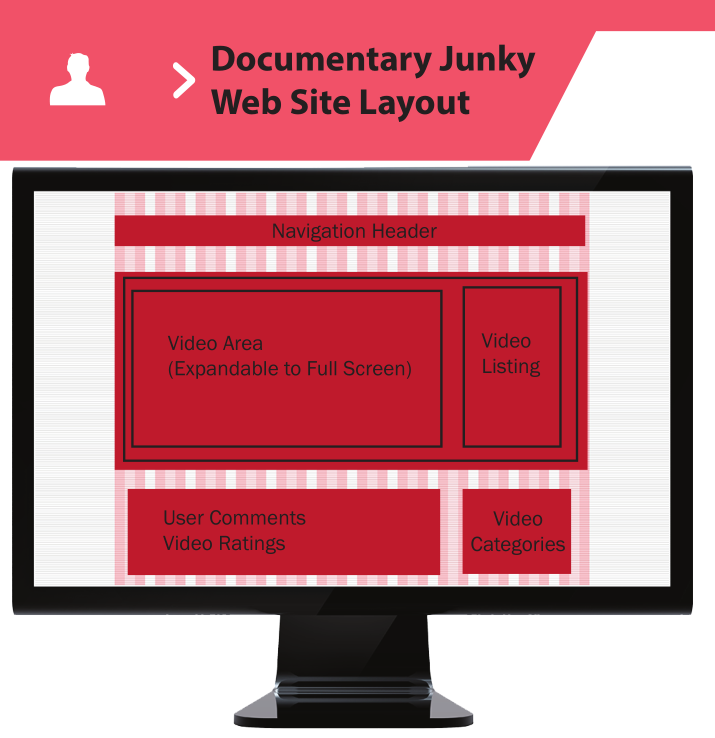 Documentary Junky
Web Site Layout
Navigation Header
Video Area
(Expandable to Full Screen)
Video
Listing
User Comments
Video Ratings
Video
Categories